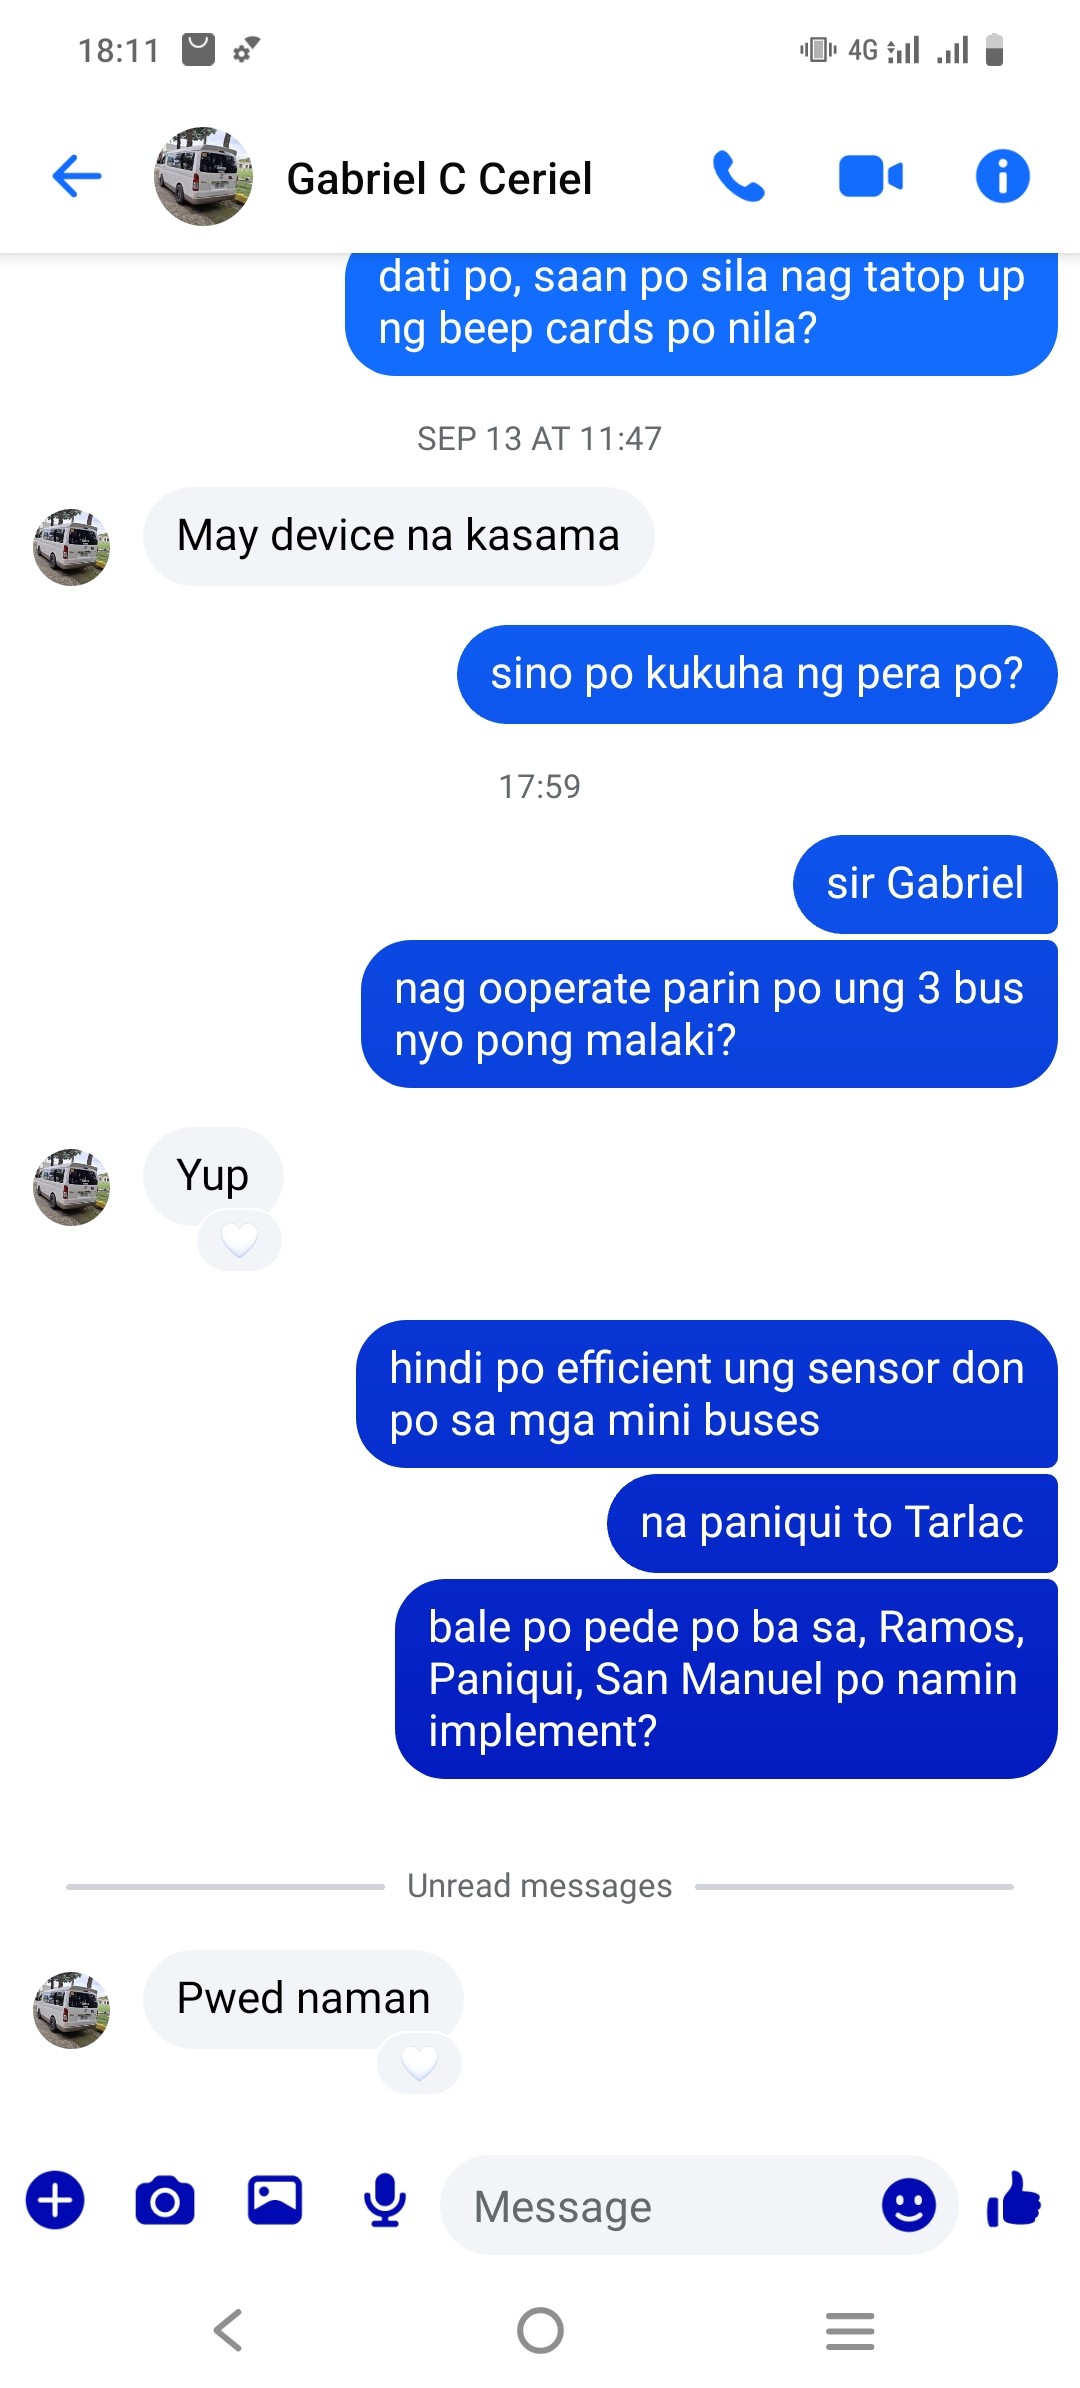 18:11
4G
Gabriel C Ceriel
dati po, saan po sila nag tatop up
ng beep cards po nila?
SEP 13 AT 11:47
May device na kasama
sino po kukuha ng pera po?
17:59
sir Gabriel
nag ooperate parin po ung 3 bus
nyo pong malaki?
Yup
hindi po efficient ung sensor don
po sa mga mini buses
na paniqui to Tarlac
bale po pede po ba sa, Ramos,
Paniqui, San Manuel po namin
implement?
Unread messages
Pwed naman
Message